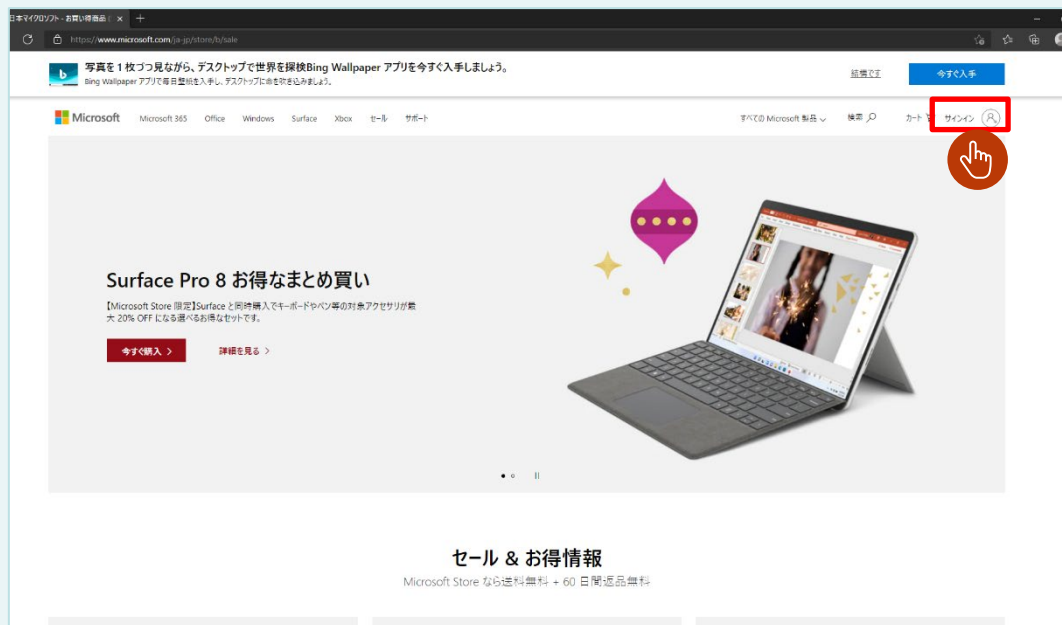 日本マイクロソフト - お買い得商品 :
https://www.microsoft.com/ja-jp/store/b/sale
写真を 1 枚づつ見ながら、デスクトップで世界を探検Bing Wallpaper アプリを今すぐ入手しましょう。
Bing Wallpaper アプリで毎日壁紙を入手し、デスクトップに命を吹き込みましょう。
結構です
今すぐ入手
Microsoft Microsoft 365 Office Windows Surface Xbox セール サポート すべての Microsoft 製品 検索 カート サインイン
Surface Pro 8 お得なまとめ買い
【Microsoft Store 限定】Surface と同時購入でキーボードやペン等の対象アクセサリが最
大 20% OFF になる選べるお得なセットです。
今すぐ購入 詳細を見る
セール & お得情報
Microsoft Store なら送料無料 + 60 日間返品無料